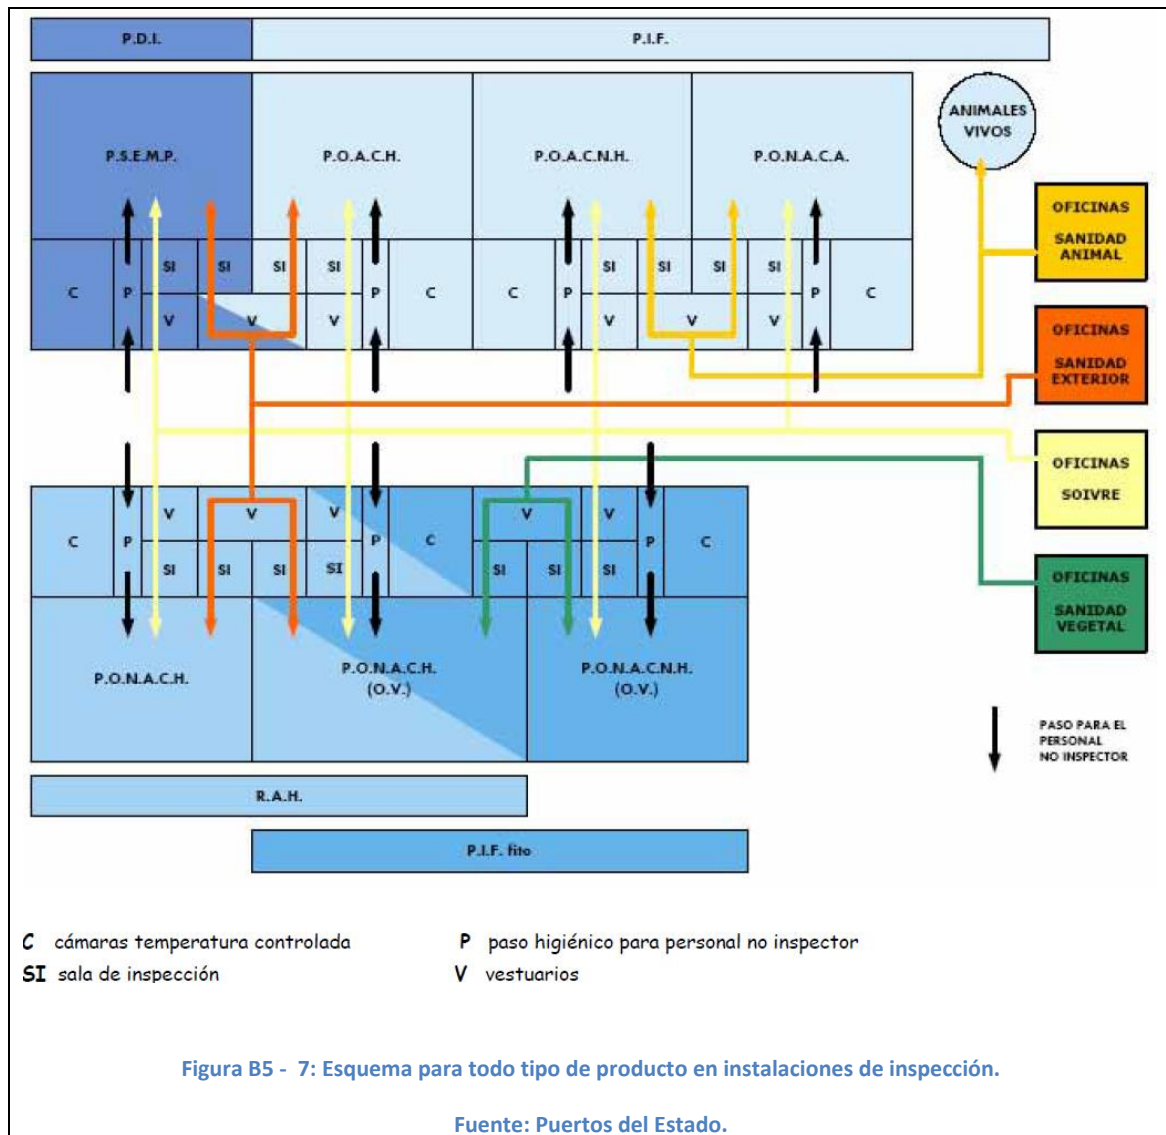 P.D.I.
P.I.F.
P.S.E.M.P.
P.O.A.C.H.
P.O.A.C.N.H.
P.O.N.A.C.A.
ANIMALES
VIVOS
C
P
SI
SI
SI
SI
P
C
C
P
SI
SI
SI
SI
P
C
V
V
V
V
V
V
OFICINAS
SANIDAD
ANIMAL
OFICINAS
SANIDAD
EXTERIOR
OFICINAS
SOIVRE
OFICINAS
SANIDAD
VEGETAL
C
P
V
V
V
P
C
V
V
P
C
SI
SI
SI
SI
SI
SI
SI
P.O.N.A.C.H.
P.O.N.A.C.H.
(O.V.)
P.O.N.A.C.N.H.
(O.V.)
PASO PARA EL
PERSONAL
NO INSPECTOR
R.A.H.
P.I.F. fito
C cámaras temperatura controlada
P paso higiénico para personal no inspector
SI sala de inspección
V vestuarios
Figura B5 - 7: Esquema para todo tipo de producto en instalaciones de inspección.
Fuente: Puertos del Estado.